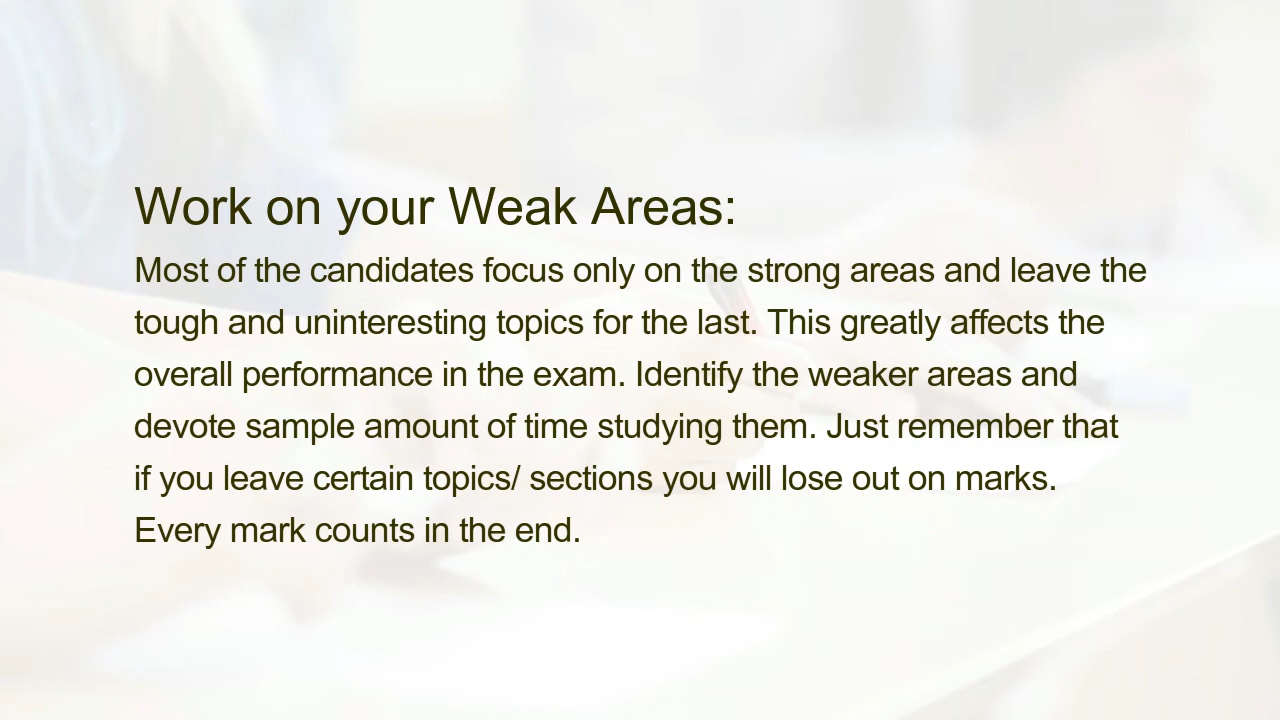 Work on your Weak Areas:
Most of the candidates focus only on the strong areas and leave the
tough and uninteresting topics for the last. This greatly affects the
overall performance in the exam. Identify the weaker areas and
devote sample amount of time studying them. Just remember that
if you leave certain topics/ sections you will lose out on marks.
Every mark counts in the end.